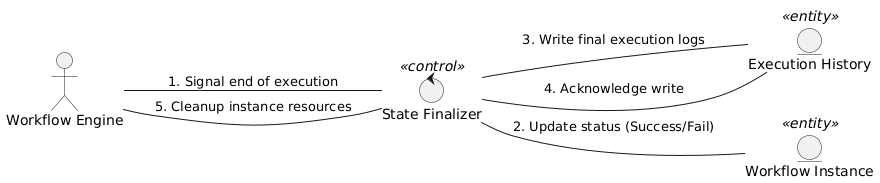 «entity»
3. Write final execution logs
Execution History
«control»
1. Signal end of execution
4. Acknowledge write
5. Cleanup instance resources
Workflow Engine
State Finalizer
2. Update status (Success/Fail)
«entity»
Workflow Instance